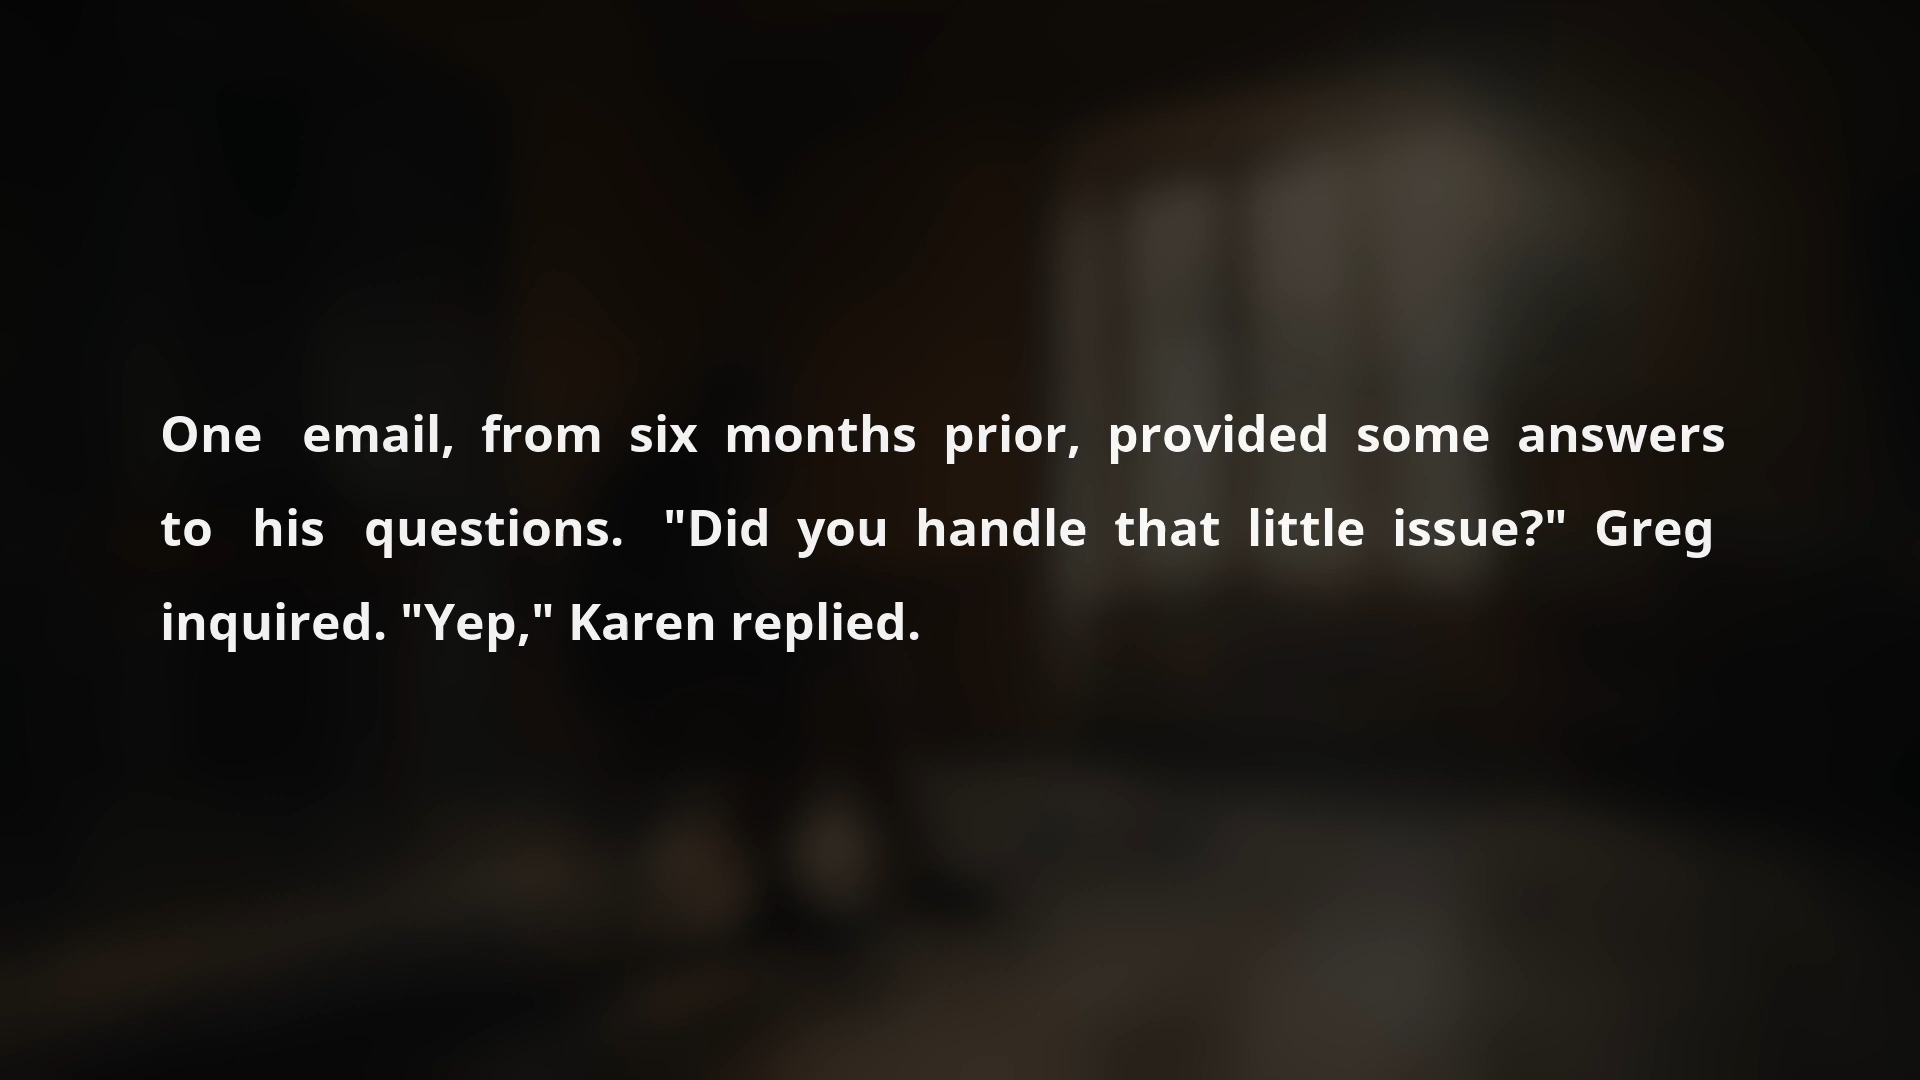 One email, from six months prior, provided some answers
to his questions. "Did you handle that little issue?" Greg
inquired. "Yep," Karen replied.